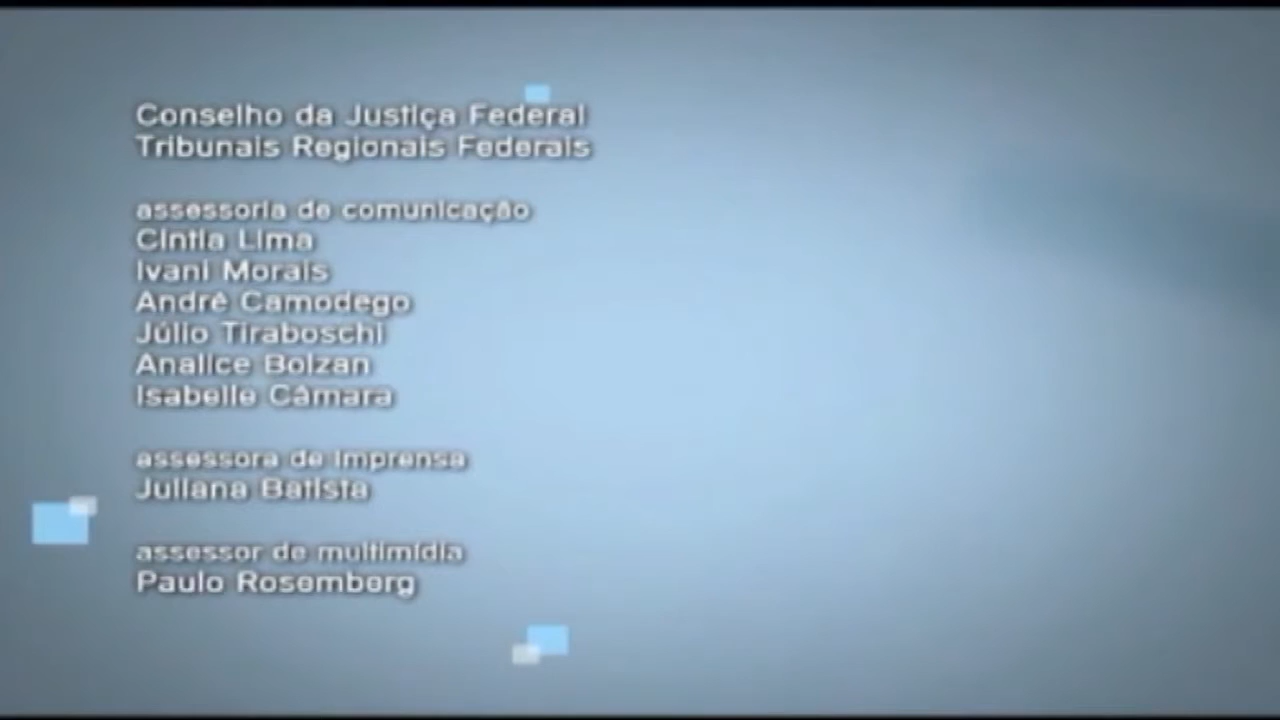 Conselho da Justiça Federal
Tribunais Regionais Federais
assessoria de comunicação
Cintia Lima
Ivani Morais
André Camodego
Júlio Tiraboschi
Analice Bolzan
Isabelle Câmara
assessora de imprensa
Juliana Batista
assessor de multimídia
Paulo Rosemberg